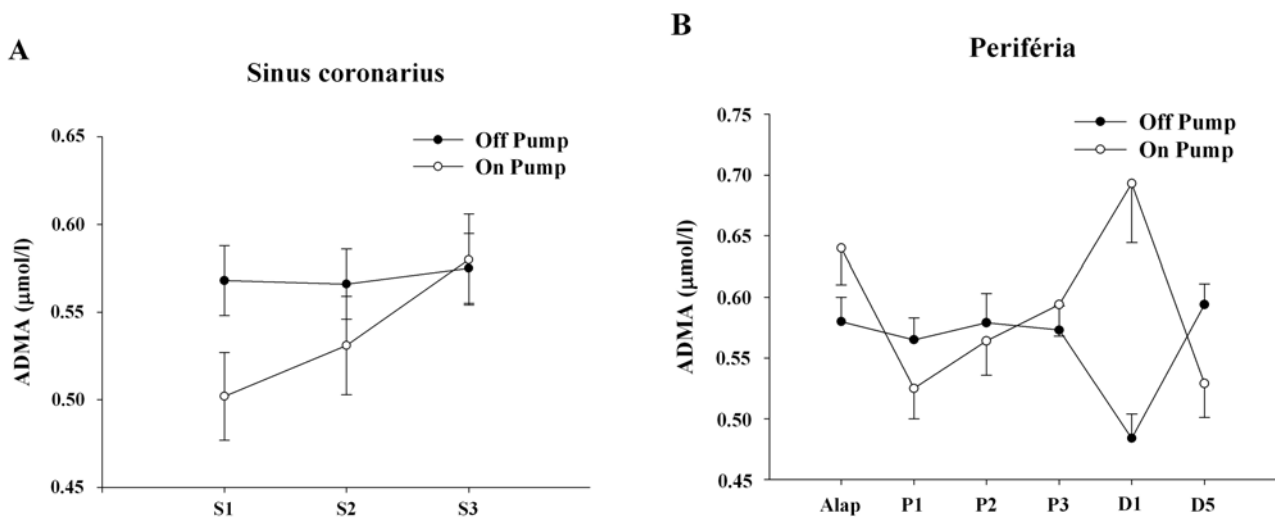 A
Sinus coronarius
Off Pump
On Pump
ADMA (μmol/l)
0.65
0.60
0.55
0.50
0.45
S1 S2 S3
B
Periféria
Off Pump
On Pump
ADMA (μmol/l)
0.75
0.70
0.65
0.60
0.55
0.50
0.45
Alap P1 P2 P3 D1 D5